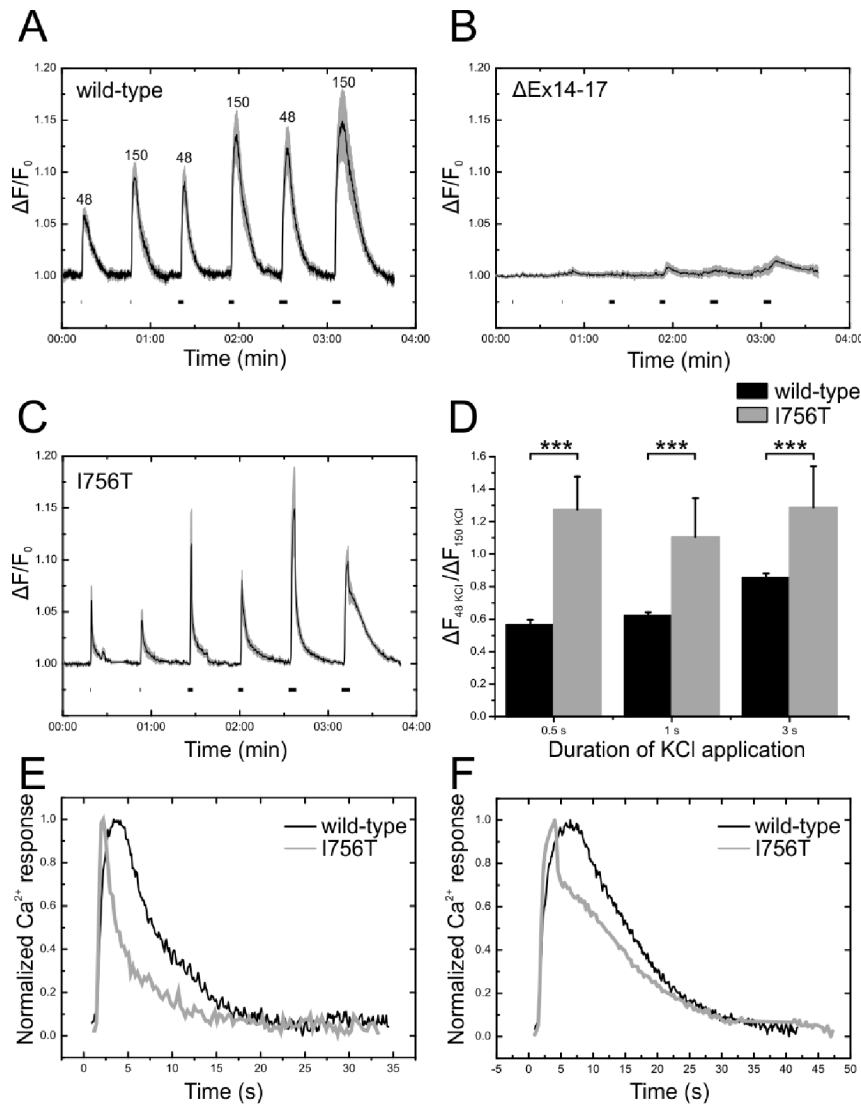 A
wild-type
48
150
48
150
48
150
ΔF/F0
1.20
1.15
1.10
1.05
1.00
00:00 01:00 02:00 03:00 04:00
Time (min)
B
ΔEx14-17
ΔF/F0
1.20
1.15
1.10
1.05
1.00
00:00 01:00 02:00 03:00 04:00
Time (min)
C
I756T
ΔF/F0
1.20
1.15
1.10
1.05
1.00
00:00 01:00 02:00 03:00 04:00
Time (min)
D
wild-type
I756T
*** *** ***
ΔF48 KCl/ΔF150 KCl
1.6
1.4
1.2
1.0
0.8
0.6
0.4
0.2
0.0
0.5 s 1 s 3 s
Duration of KCl application
E
wild-type
I756T
Normalized Ca2+ response
1.0
0.8
0.6
0.4
0.2
0.0
0 5 10 15 20 25 30 35
Time (s)
F
wild-type
I756T
Normalized Ca2+ response
1.0
0.8
0.6
0.4
0.2
0.0
-5 0 5 10 15 20 25 30 35 40 45 50
Time (s)